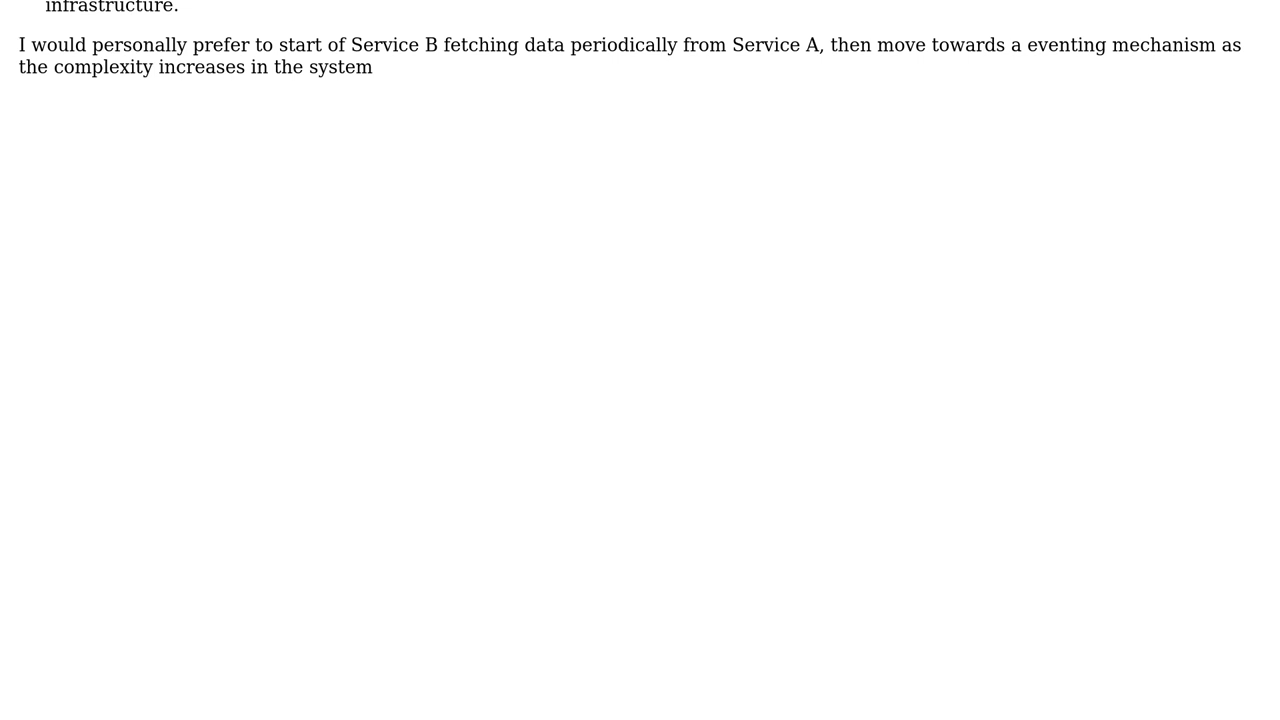 infrastructure.
I would personally prefer to start of Service B fetching data periodically from Service A, then move towards a eventing mechanism as
the complexity increases in the system